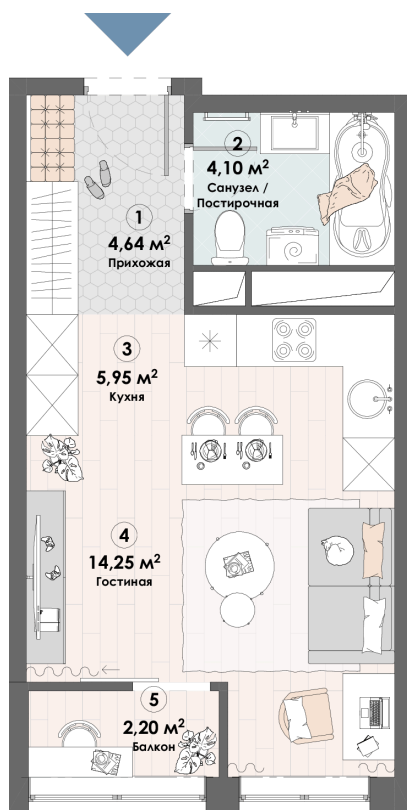 2
4,10 м²
Санузел /
Постирочная
1
4,64 м²
Прихожая
3
5,95 м²
Кухня
4
14,25 м²
Гостиная
5
2,20 м²
Балкон